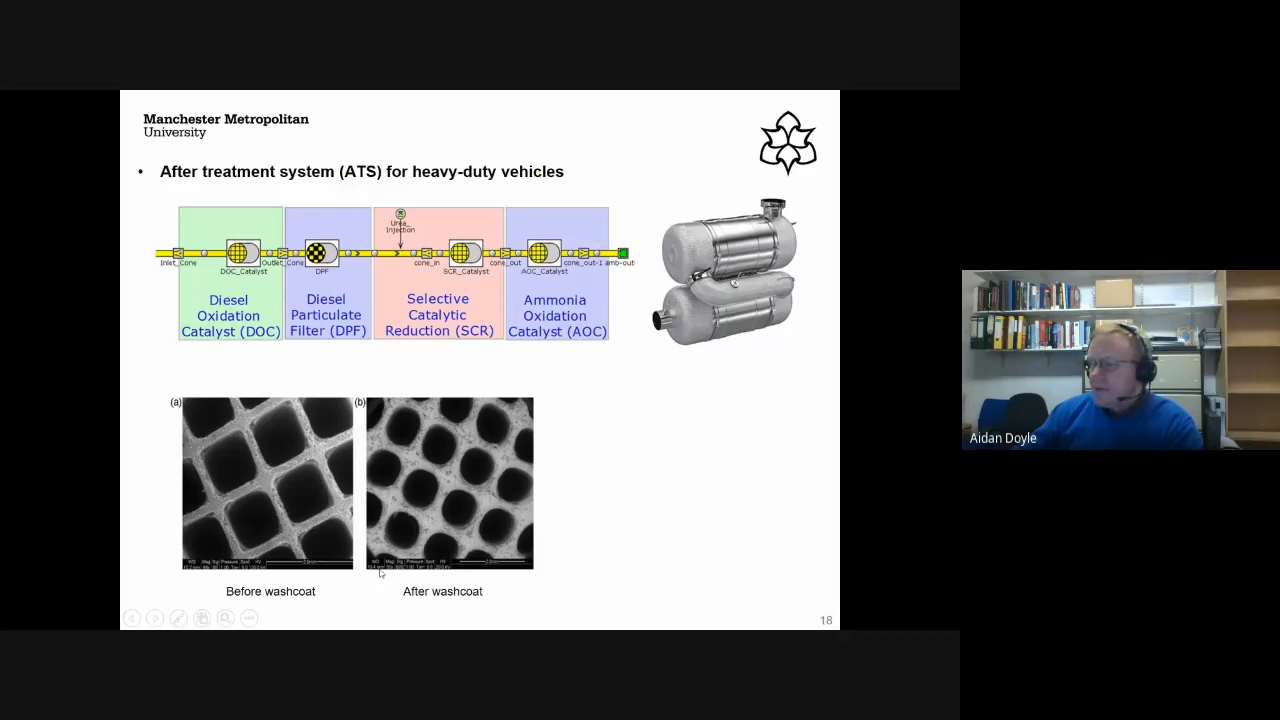 Manchester Metropolitan
University
• After treatment system (ATS) for heavy-duty vehicles
Urea_
Injection
Inlet_Cone
DOC_Catalyst
Outlet_Cone
DPF
cone_in
SCR_Catalyst
cone_out
AOC_Catalyst
cone_out-1
amb-out
Diesel
Oxidation
Catalyst (DOC)
Diesel
Particulate
Filter (DPF)
Selective
Catalytic
Reduction (SCR)
Ammonia
Oxidation
Catalyst (AOC)
(a)
(b)
Before washcoat
After washcoat
18
Aidan Doyle